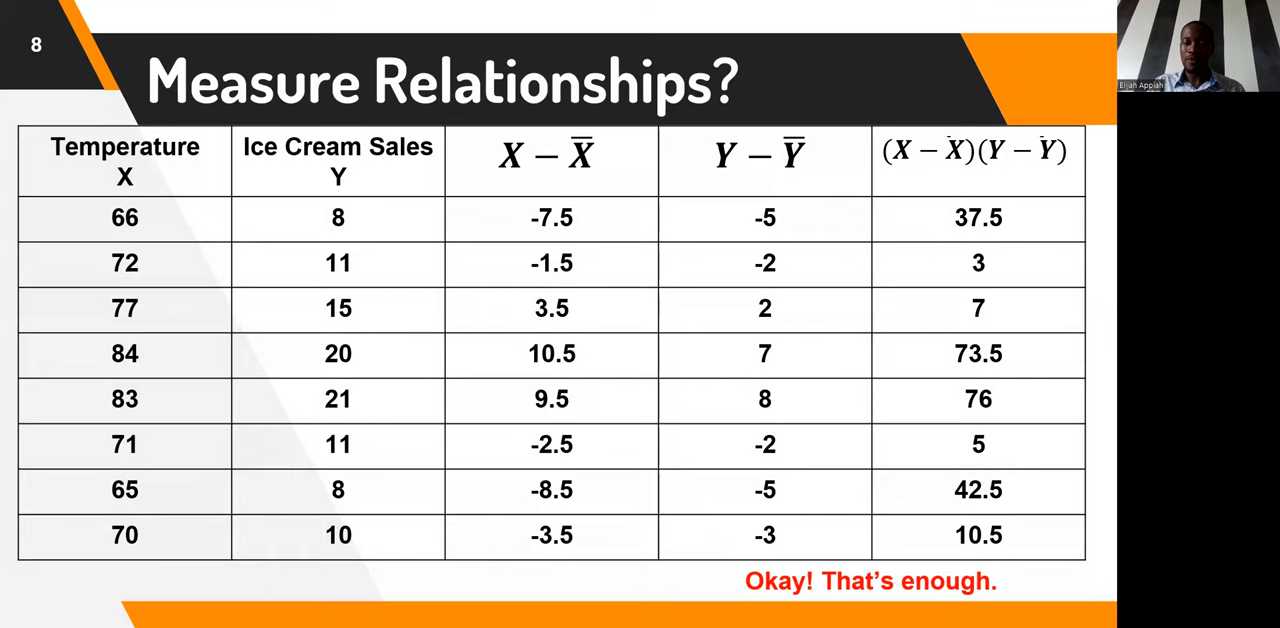 8
Measure Relationships?
Elijah Appiah
Temperature X Ice Cream Sales Y X − X̅ Y − Y̅ (X − X̅)(Y − Y̅)
66 8 -7.5 -5 37.5
72 11 -1.5 -2 3
77 15 3.5 2 7
84 20 10.5 7 73.5
83 21 9.5 8 76
71 11 -2.5 -2 5
65 8 -8.5 -5 42.5
70 10 -3.5 -3 10.5
Okay! That’s enough.